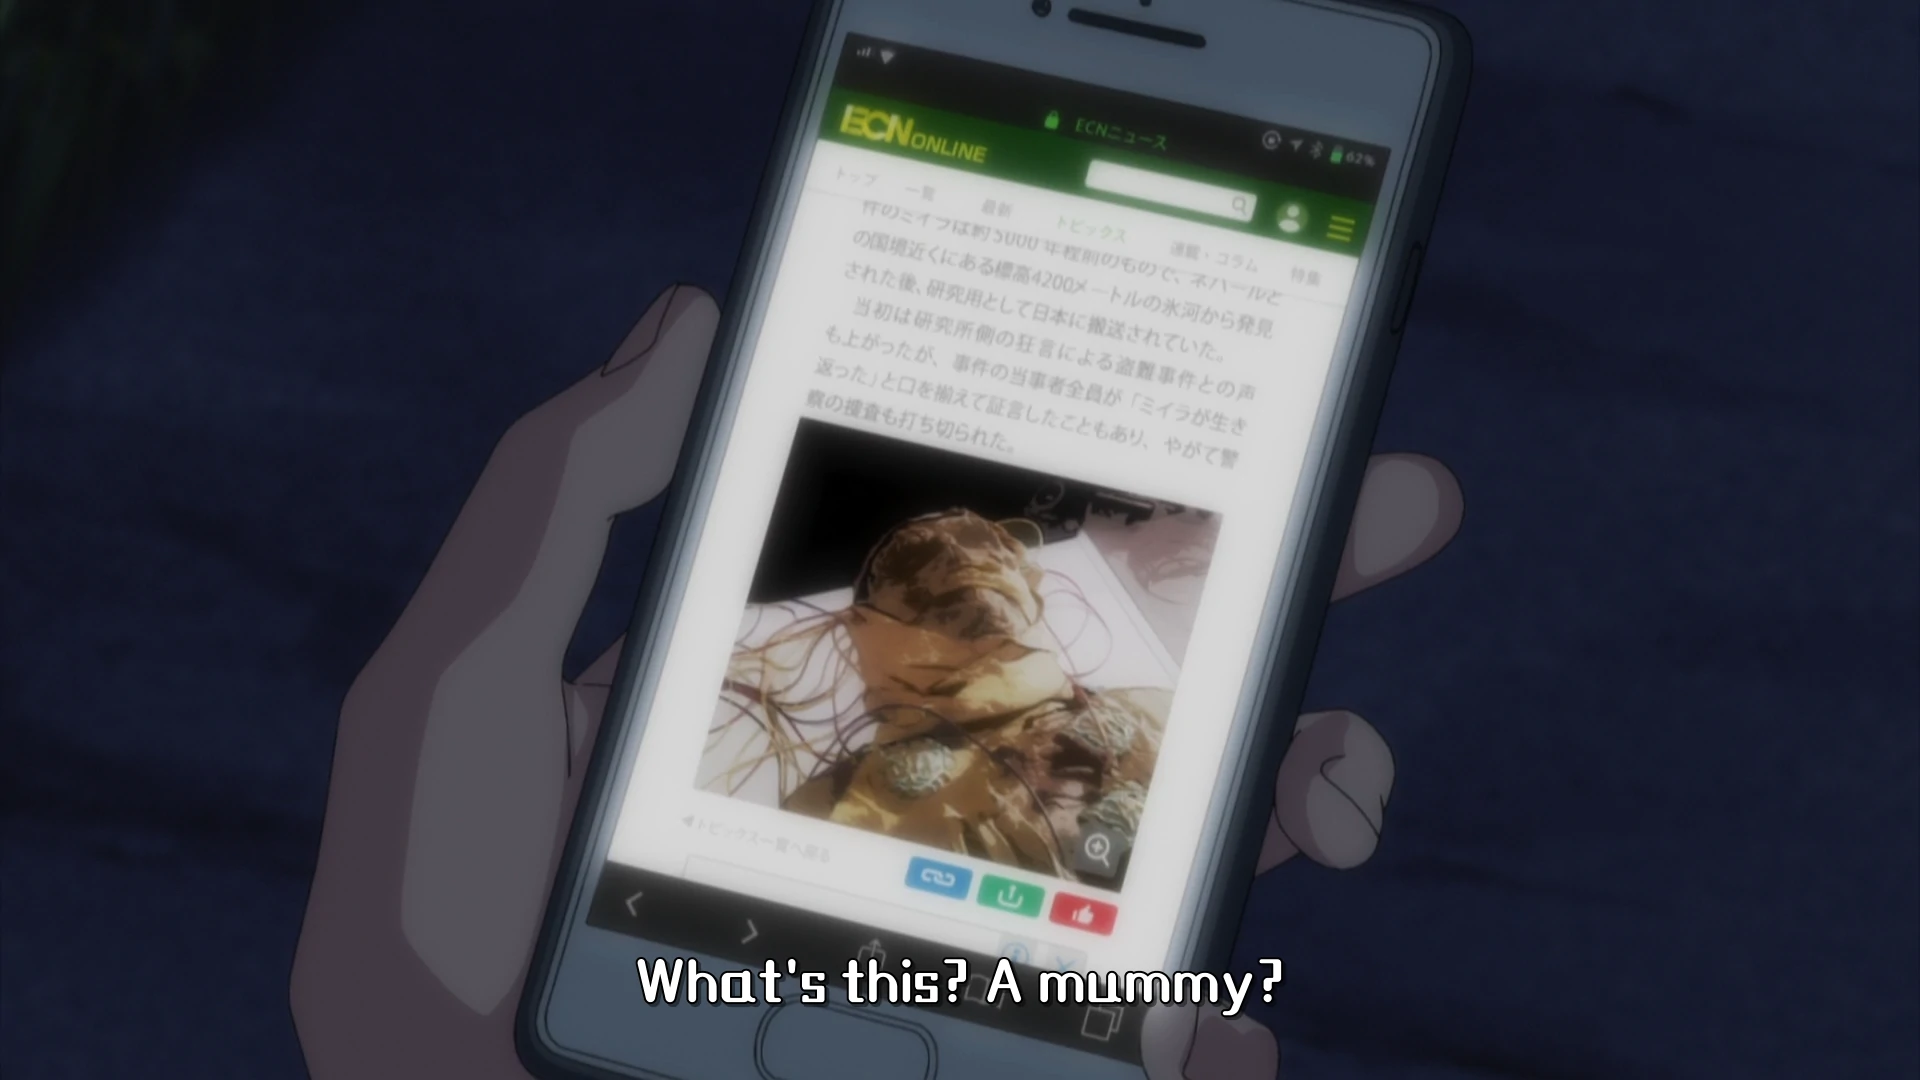 ECNニュース
62%
ECN ONLINE
トップ 一覧 最新 トピックス 連載・コラム 特集
件のミイラは約5000年程前のもので、ネパールと
の国境近くにある標高4200メートルの氷河から発見
された後、研究用として日本に搬送されていた。
当初は研究所側の狂言による盗難事件との声
も上がったが、事件の当事者全員が「ミイラが生き
返った」と口を揃えて証言したこともあり、やがて警
察の捜査も打ち切られた。
◀トピックス一覧へ戻る
What's this? A mummy?